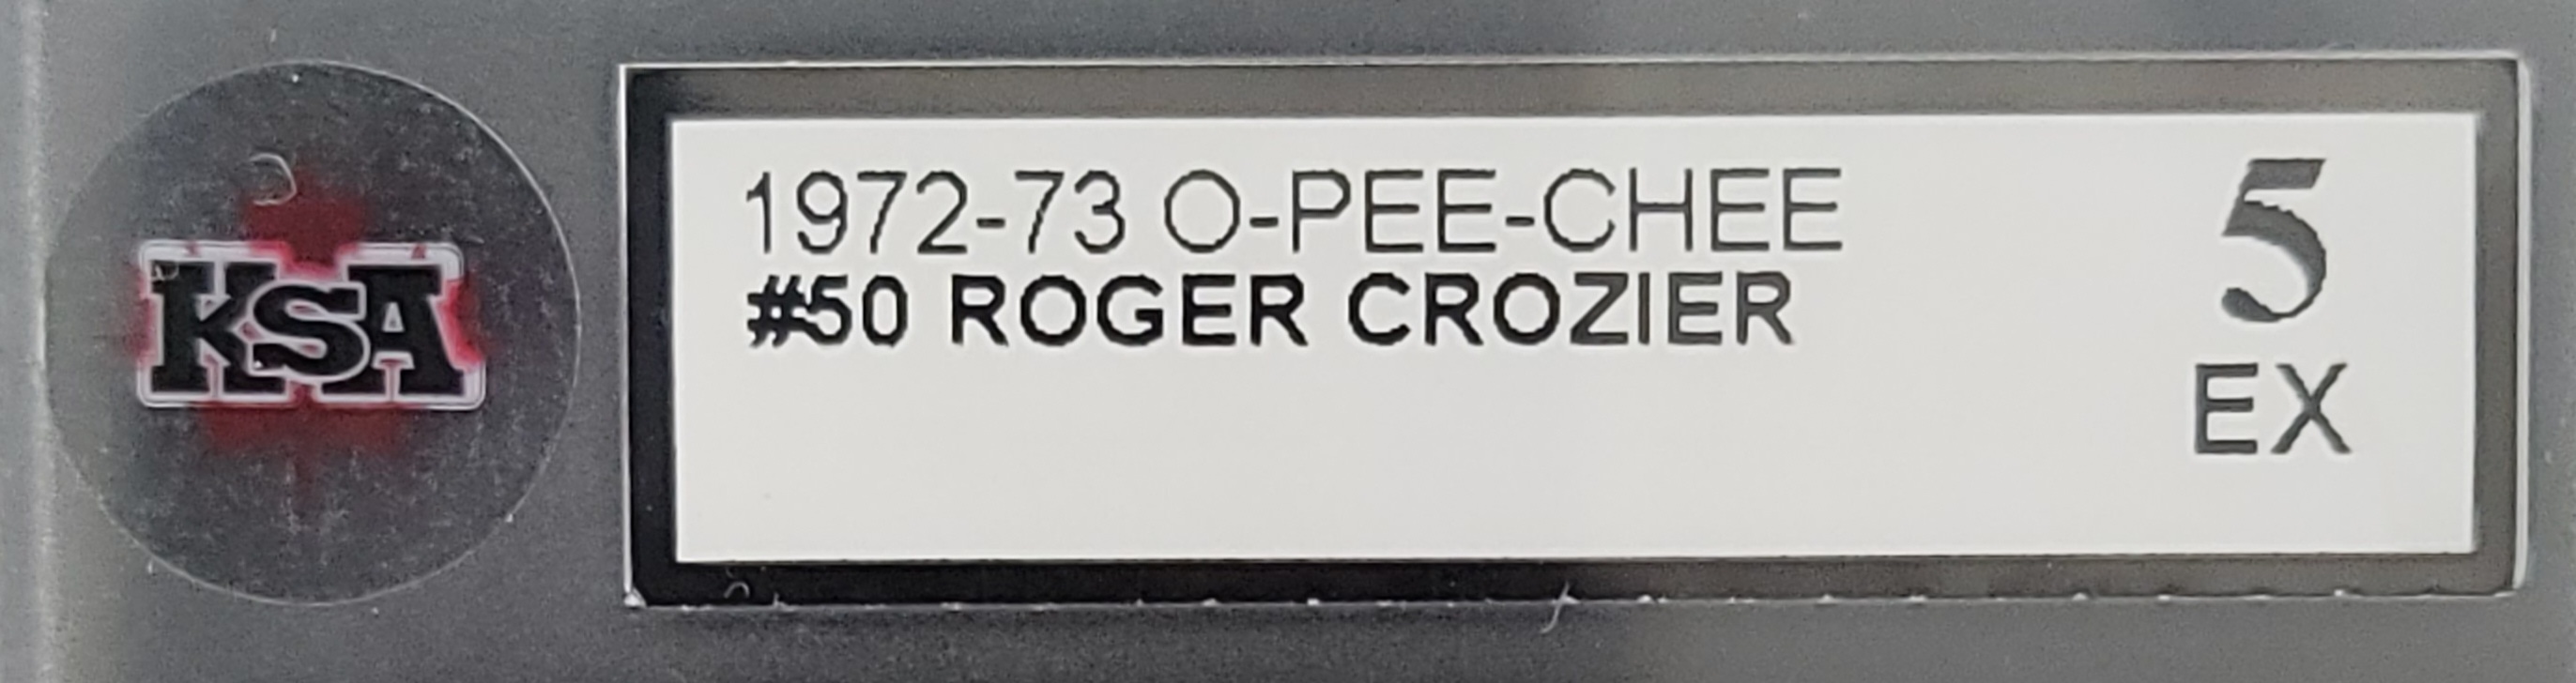 KSA
1972-73 O-PEE-CHEE
#50 ROGER CROZIER
5
EX